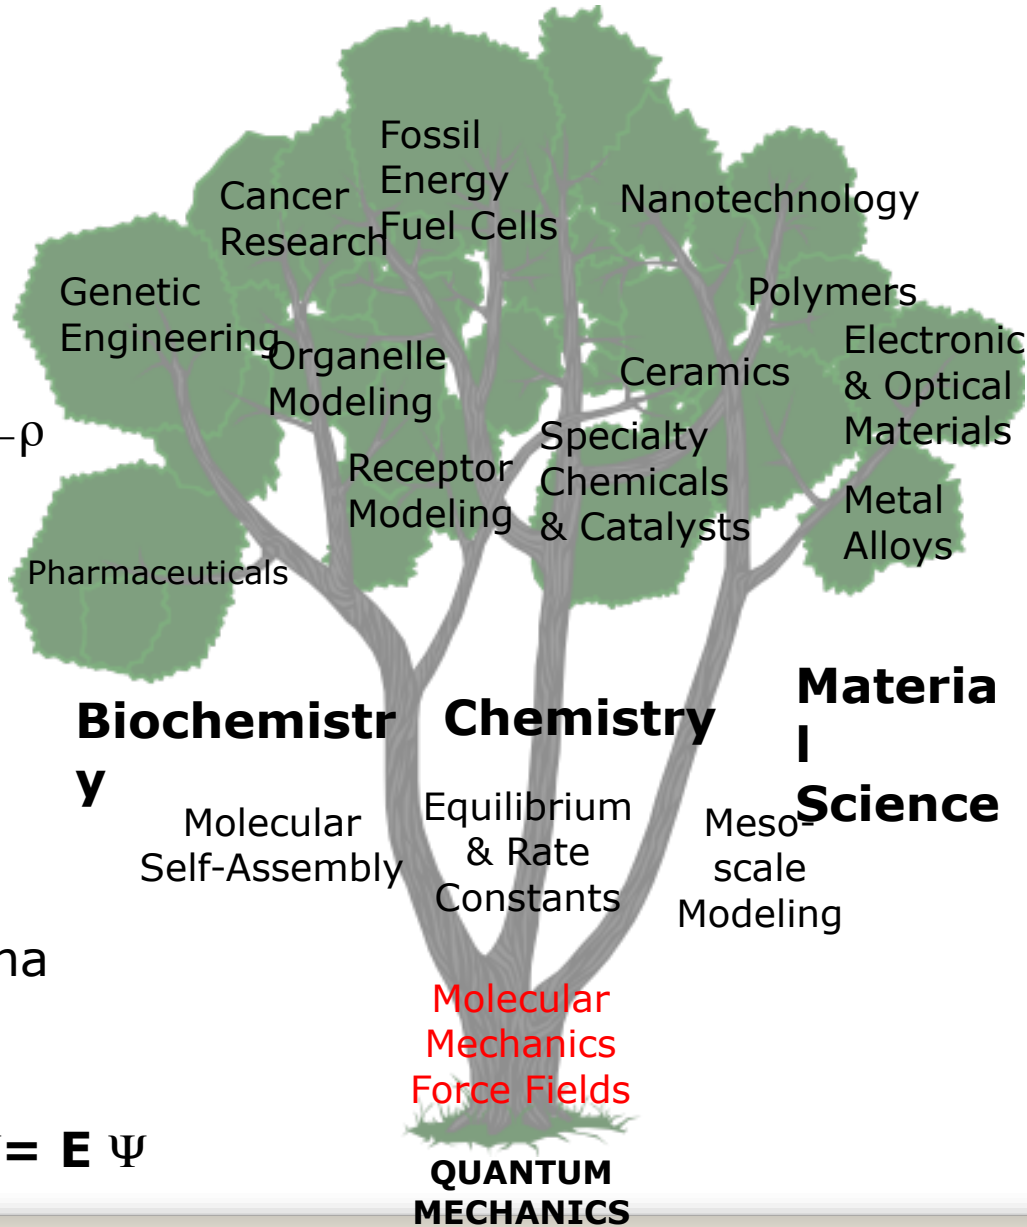 Fossil
Energy
Fuel Cells
Cancer
Research
Nanotechnology
Genetic
Engineering
Polymers
Organelle
Modeling
Ceramics
Electronic
& Optical
Materials
–ρ
Receptor
Modeling
Specialty
Chemicals
& Catalysts
Metal
Alloys
Pharmaceuticals
Biochemistr
y
Chemistry
Materia
l
Science
Molecular
Self-Assembly
Equilibrium
& Rate
Constants
Meso-
scale
Modeling
na
Molecular
Mechanics
Force Fields
= E Ψ
QUANTUM
MECHANICS